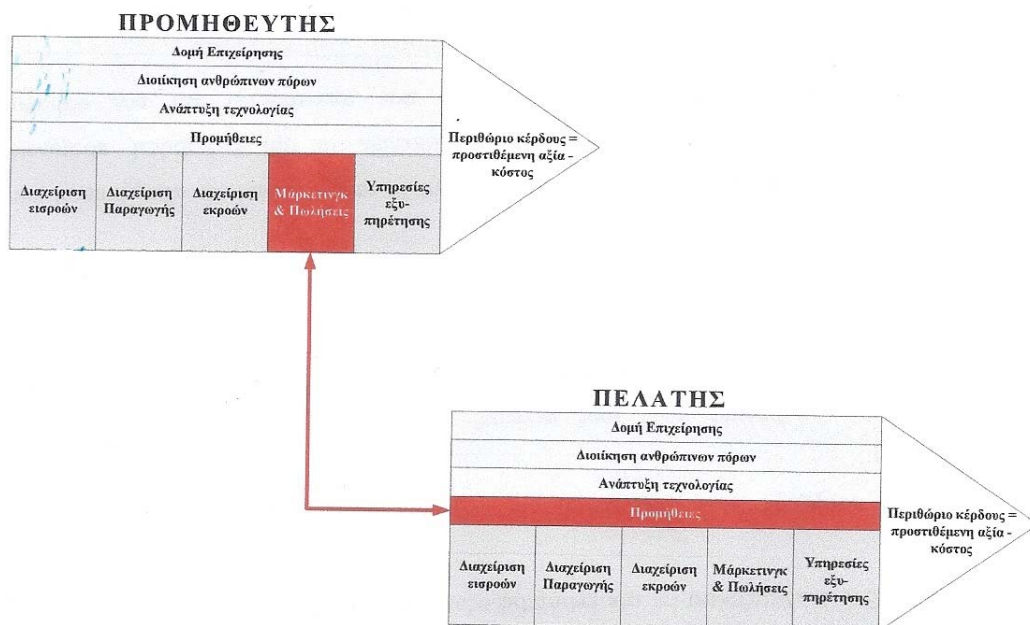 ΠΡΟΜΗΘΕΥΤΗΣ
Δομή Επιχείρησης
Διοιίκηση ανθρώπινων πόρων
Ανάπτυξη τεχνολογίας
Προμήθειες
Διαχείριση
εισροών
Διαχείριση
Παραγωγής
Διαχείριση
εκροών
Μάρκετινγκ
& Πωλήσεις
Υπηρεσίες
εξυ-
πηρέτησης
Περιθώριο κέρδους =
προστιθέμενη αξία -
κόστος
ΠΕΛΑΤΗΣ
Δομή Επιχείρησης
Διοιίκηση ανθρώπινων πόρων
Ανάπτυξη τεχνολογίας
Προμήθειες
Διαχείριση
εισροών
Διαχείριση
Παραγωγής
Διαχείριση
εκροών
Μάρκετινγκ
& Πωλήσεις
Υπηρεσίες
εξυ-
πηρέτησης
Περιθώριο κέρδους =
προστιθέμενη αξία -
κόστος